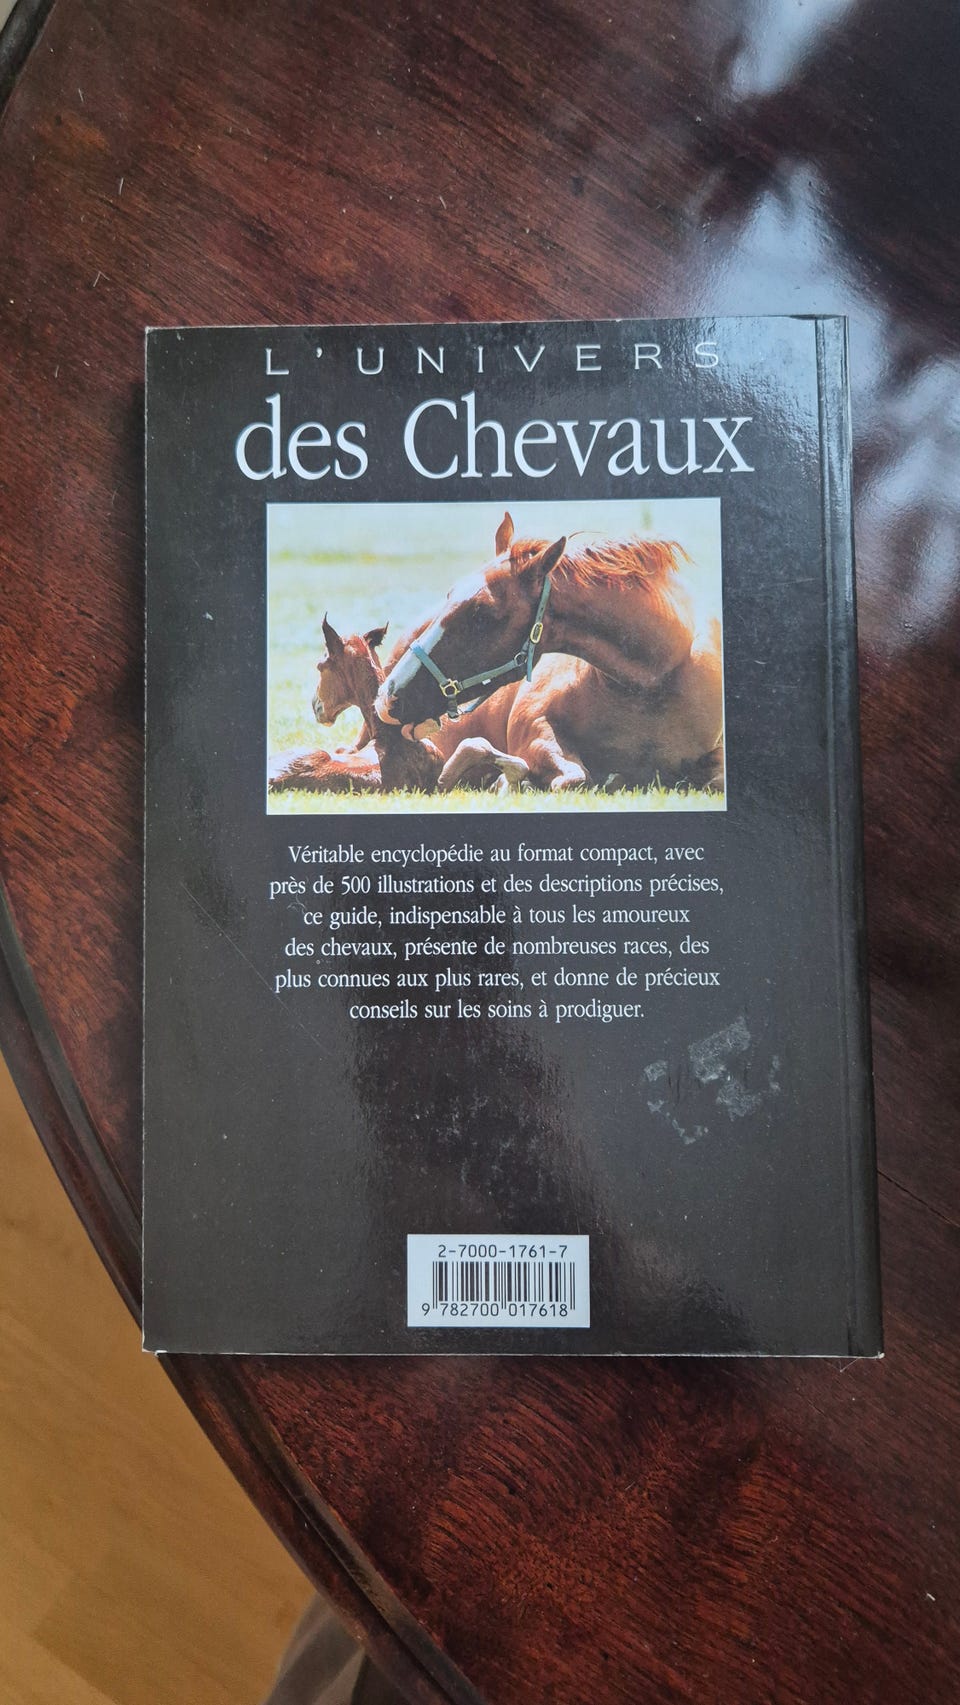 L'UNIVERS
des Chevaux
Véritable encyclopédie au format compact, avec
près de 500 illustrations et des descriptions précises,
ce guide, indispensable à tous les amoureux
des chevaux, présente de nombreuses races, des
plus connues aux plus rares, et donne de précieux
conseils sur les soins à prodiguer.
2-7000-1761-7
9 782700 017618